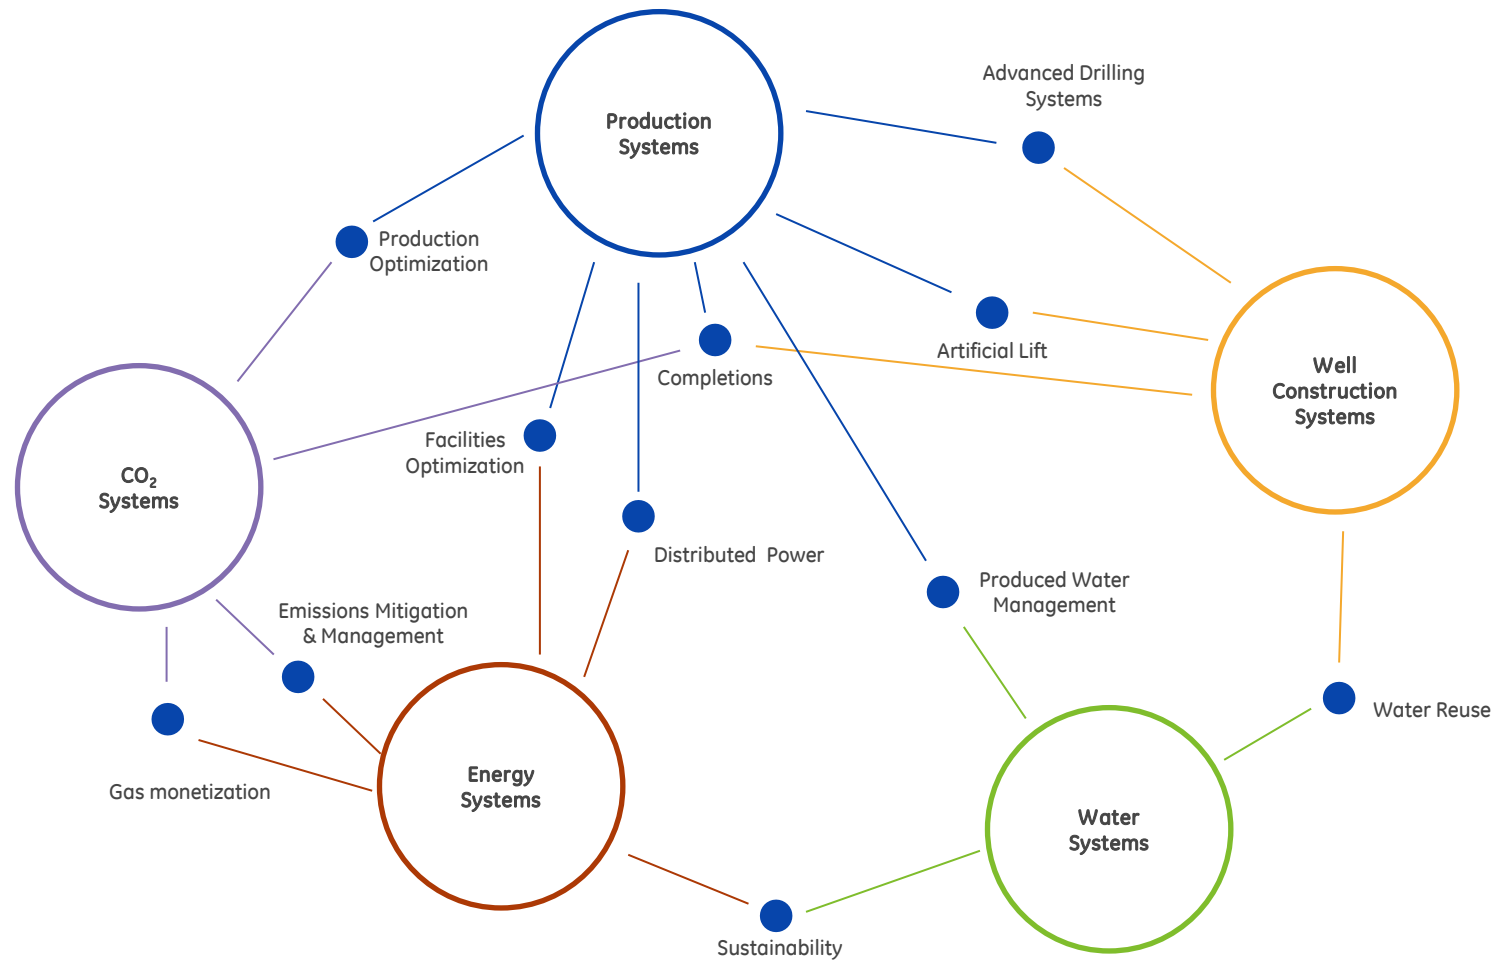 Advanced Drilling
Systems
Production
Systems
Production
Optimization
Artificial Lift
Completions
Well
Construction
Systems
Facilities
Optimization
CO₂
Systems
Distributed  Power
Produced Water
Management
Emissions Mitigation
& Management
Water Reuse
Gas monetization
Energy
Systems
Water
Systems
Sustainability